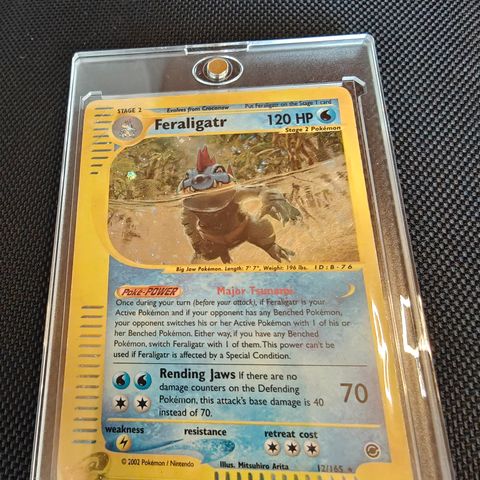 STAGE 2 Evolves from Croconaw Put Feraligatr on the Stage 1 card
Feraligatr 120 HP
Stage 2 Pokémon
Big Jaw Pokémon. Length: 7' 7", Weight: 196 lbs. ID: B-76
Poké-POWER Major Tsunami
Once during your turn (before your attack), if Feraligatr is your
Active Pokémon and if your opponent has any Benched Pokémon,
your opponent switches his or her Active Pokémon with 1 of his or
her Benched Pokémon. Either way, if you have any Benched
Pokémon, switch Feraligatr with 1 of them. This power can't be
used if Feraligatr is affected by a Special Condition.
Rending Jaws If there are no
damage counters on the Defending
Pokémon, this attack's base damage is 40
instead of 70.
70
weakness resistance retreat cost
© 2002 Pokémon / Nintendo Illus. Mitsuhiro Arita 12/165 ★